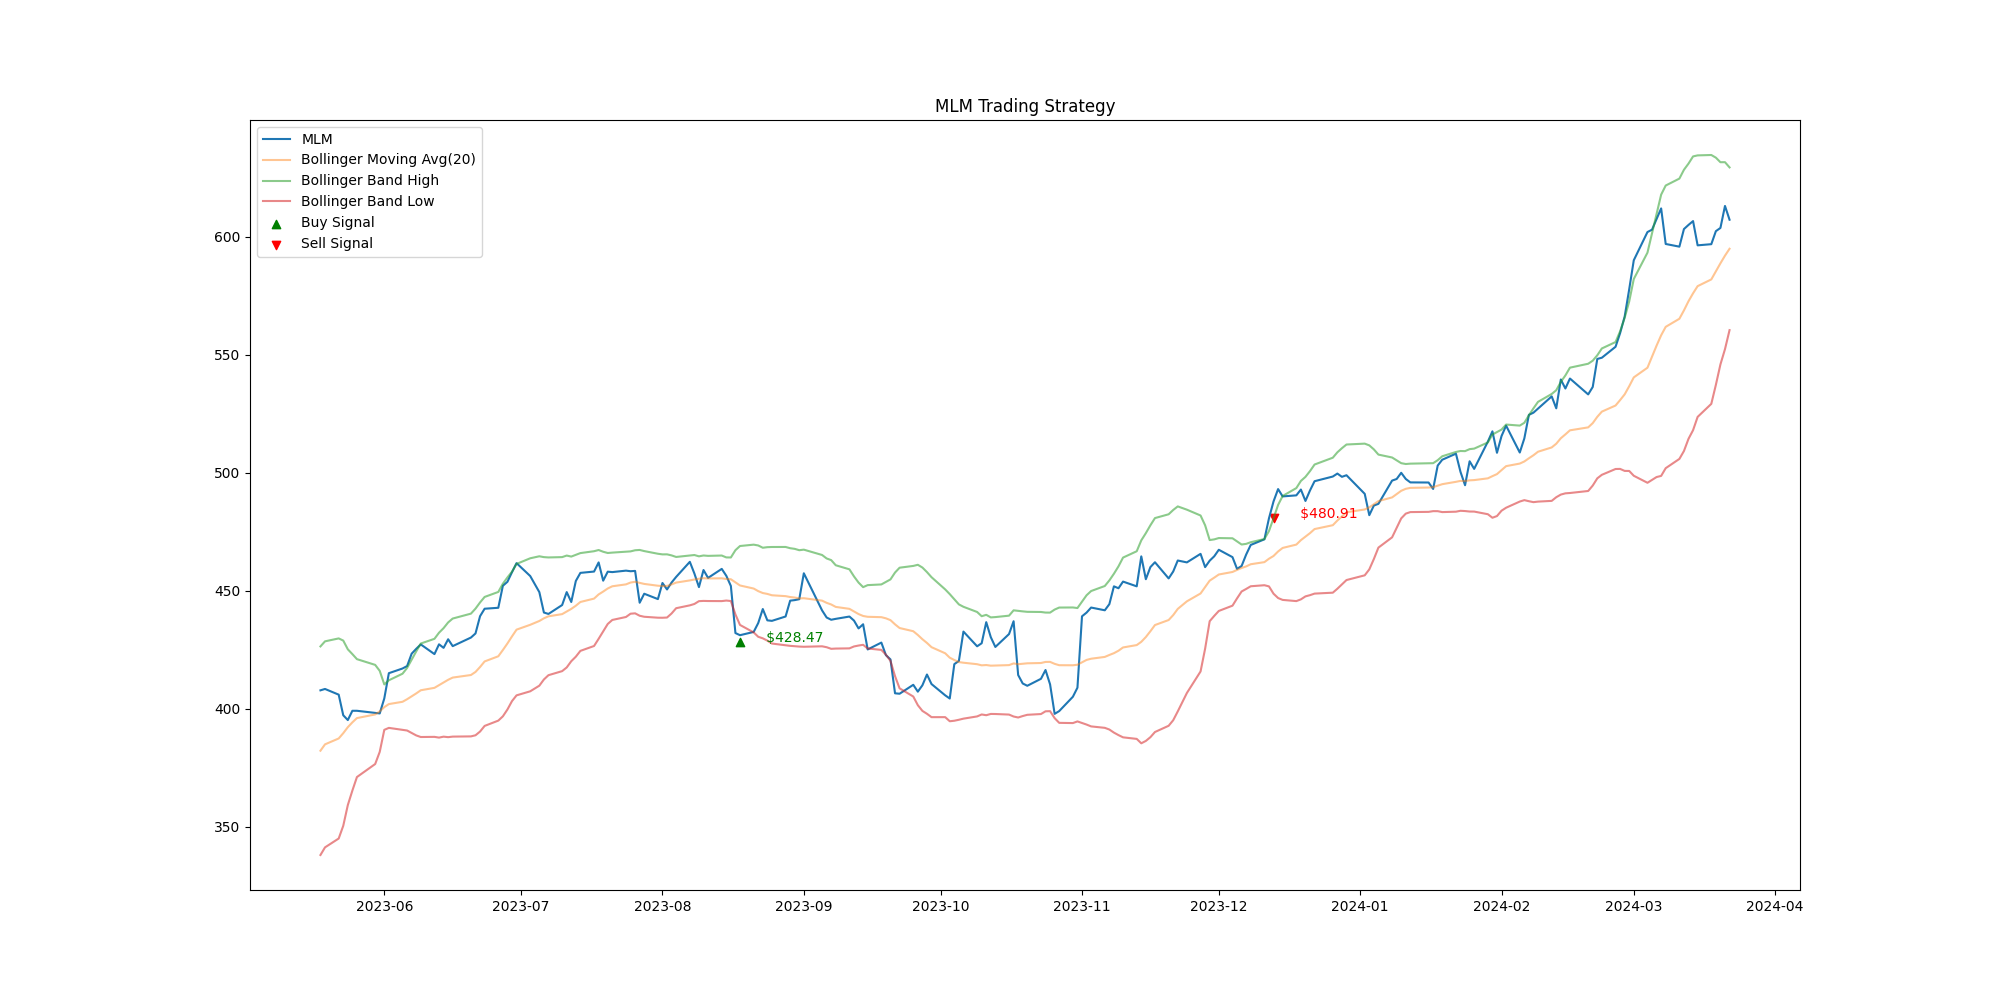 MLM Trading Strategy
MLM
Bollinger Moving Avg(20)
Bollinger Band High
Bollinger Band Low
Buy Signal
Sell Signal
600
550
500
450
400
350
$480.91
$428.47
2023-06
2023-07
2023-08
2023-09
2023-10
2023-11
2023-12
2024-01
2024-02
2024-03
2024-04